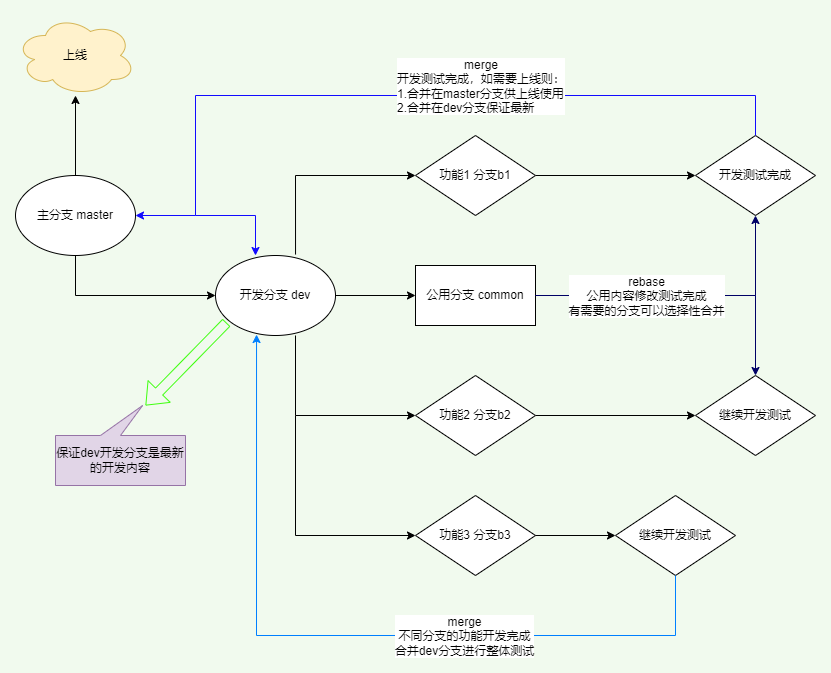 上线
merge
开发测试完成，如需要上线则：
1.合并在master分支供上线使用
2.合并在dev分支保证最新
功能1 分支b1
开发测试完成
主分支 master
开发分支 dev
公用分支 common
rebase
公用内容修改测试完成
有需要的分支可以选择性合并
功能2 分支b2
继续开发测试
保证dev开发分支是最新
的开发内容
功能3 分支b3
继续开发测试
merge
不同分支的功能开发完成
合并dev分支进行整体测试